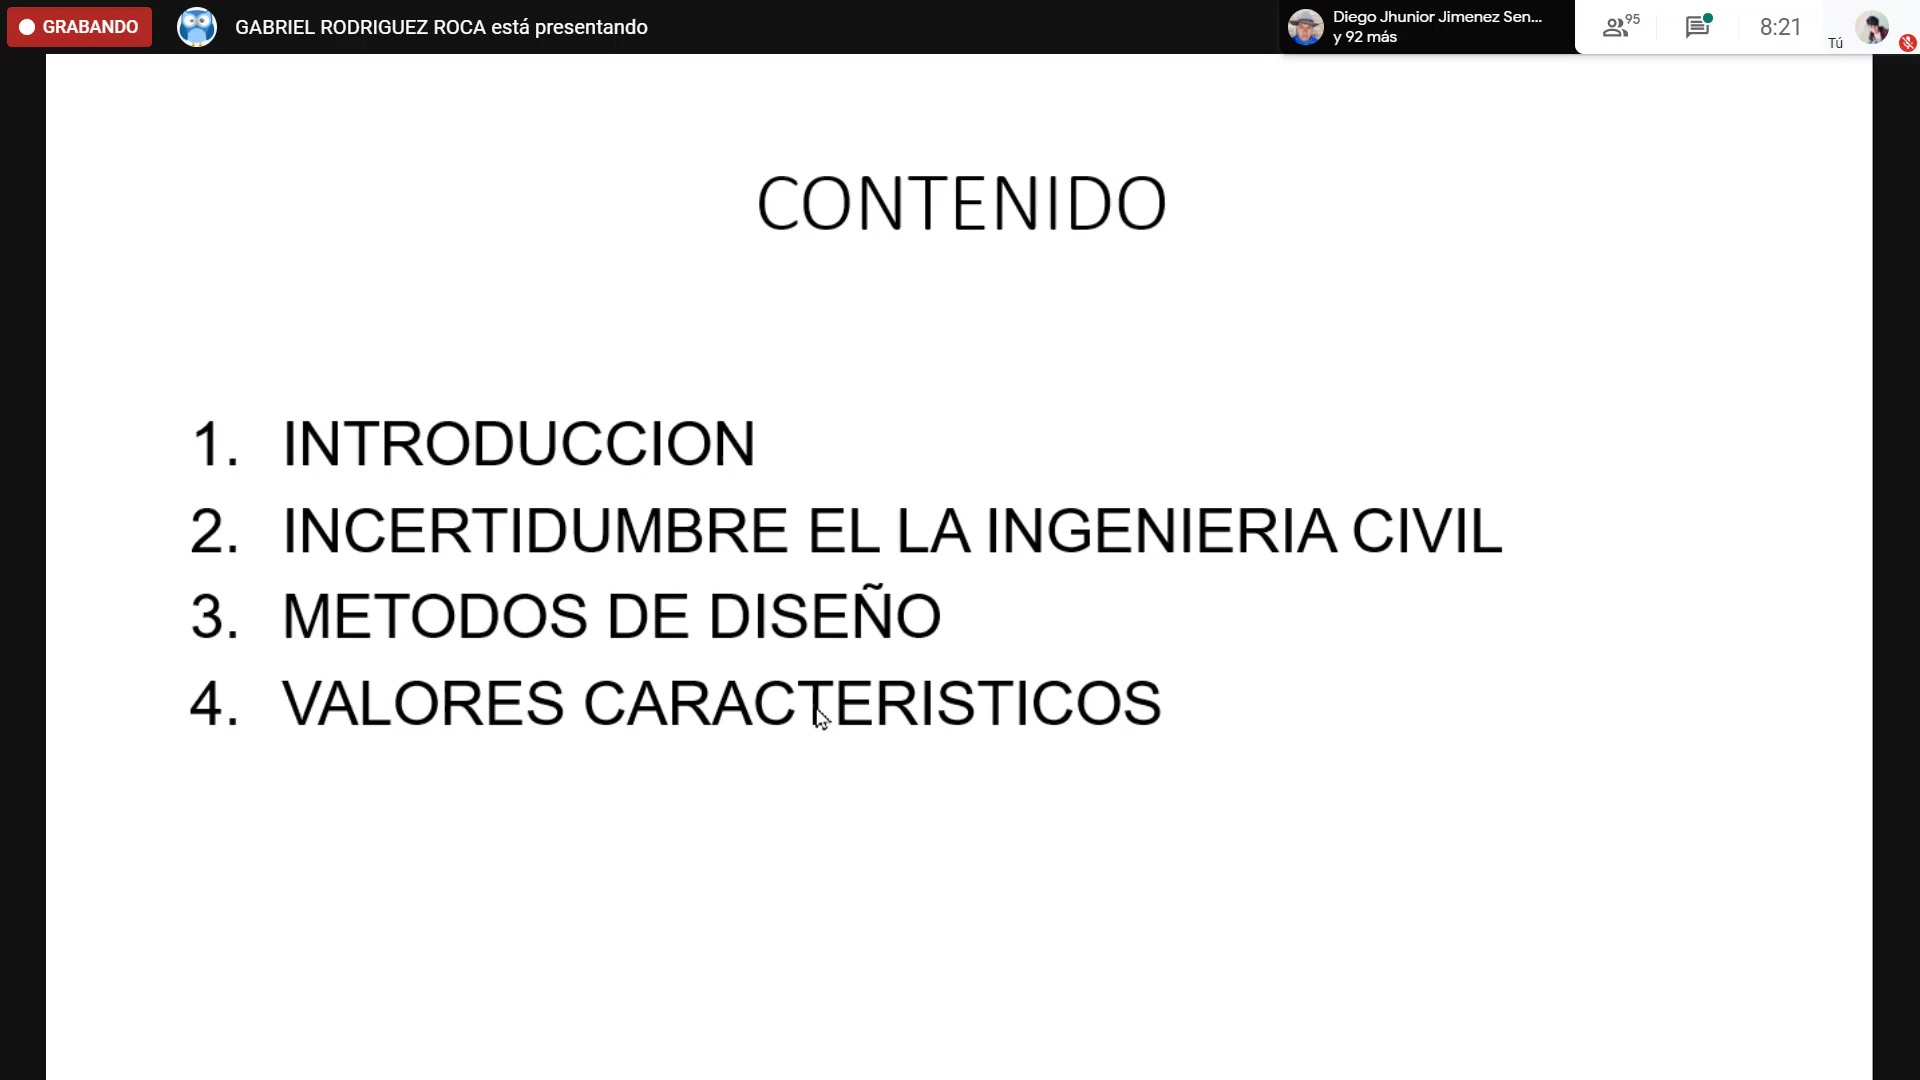 GRABANDO
GABRIEL RODRIGUEZ ROCA está presentando
Diego Jhunior Jimenez Sen...
y 92 más
95
8:21
Tú
CONTENIDO
1. INTRODUCCION
2. INCERTIDUMBRE EL LA INGENIERIA CIVIL
3. METODOS DE DISEÑO
4. VALORES CARACTERISTICOS